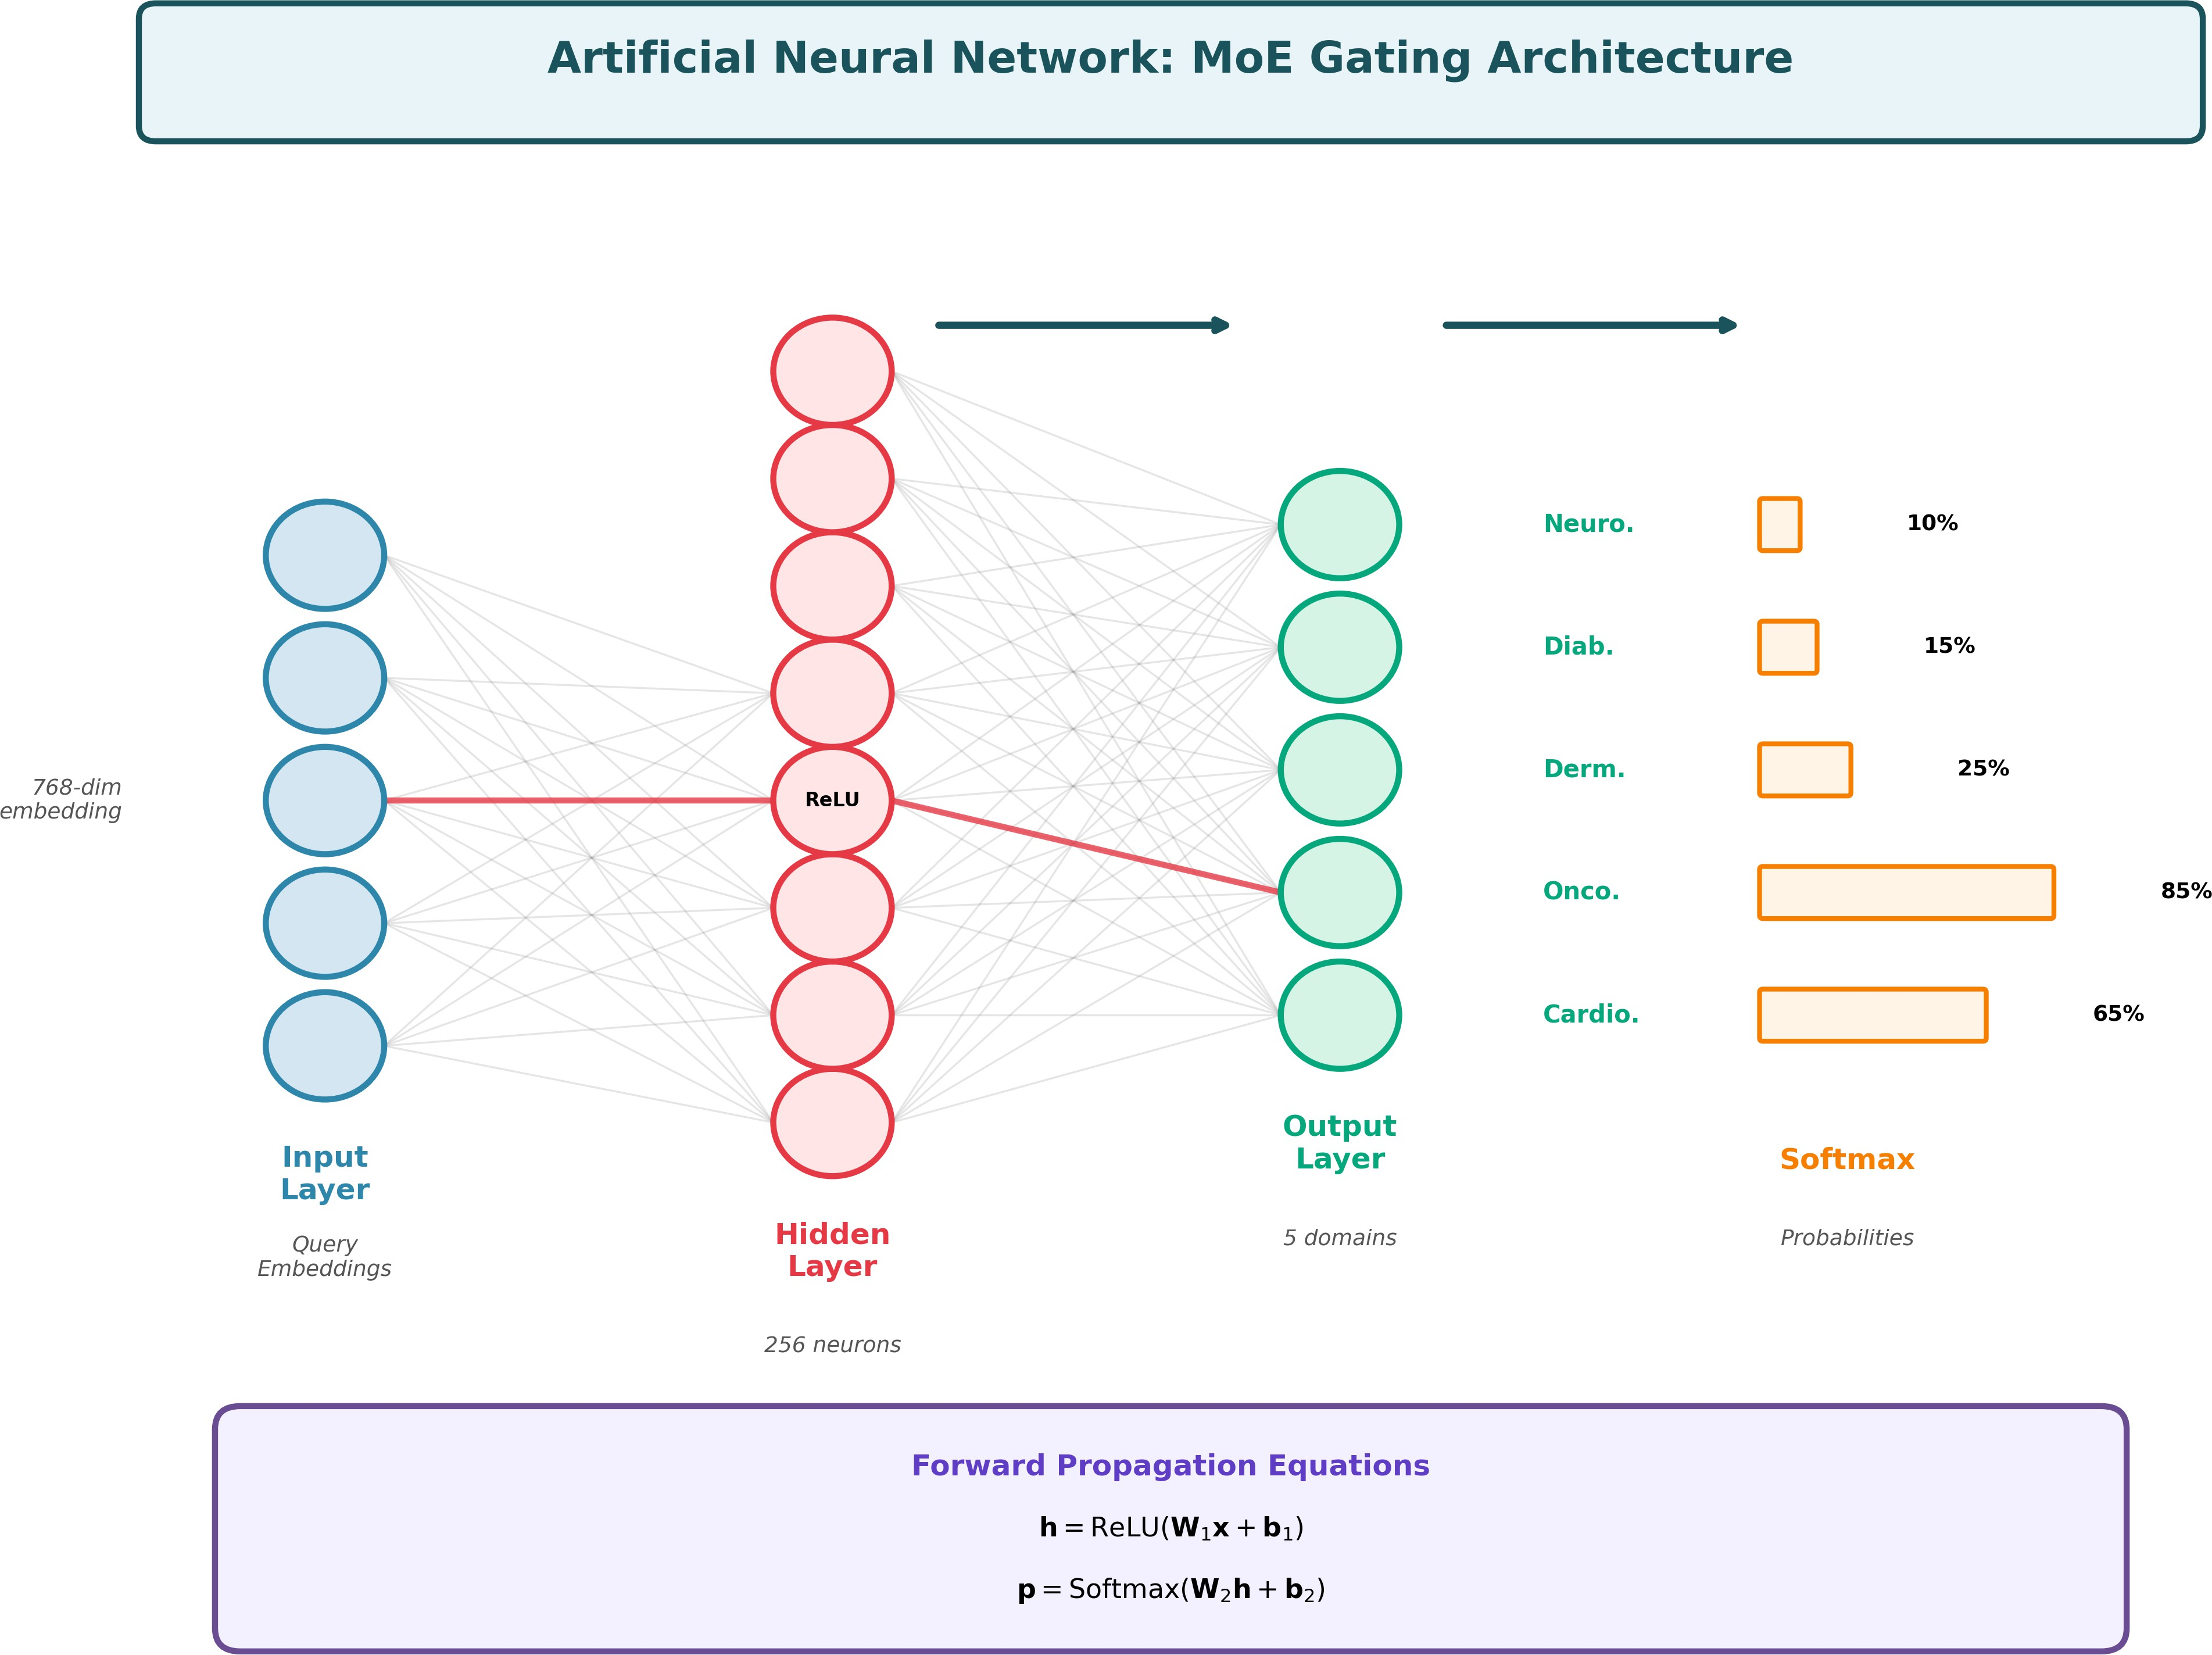 Artificial Neural Network: MoE Gating Architecture
768-dim
embedding
ReLU
Neuro.
10%
Diab.
15%
Derm.
25%
Onco.
85%
Cardio.
65%
Input
Layer
Query
Embeddings
Hidden
Layer
256 neurons
Output
Layer
5 domains
Softmax
Probabilities
Forward Propagation Equations
h = ReLU(W₁x + b₁)
p = Softmax(W₂h + b₂)